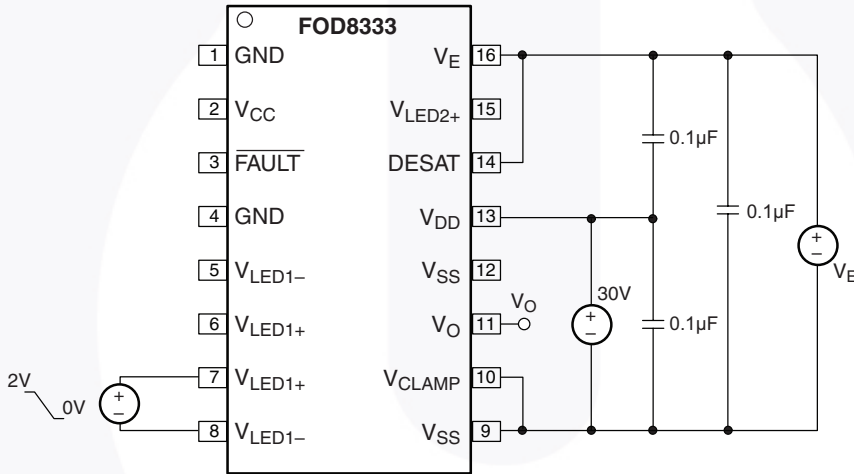 FOD8333
1 GND
2 VCC
3 FAULT
4 GND
5 VLED1–
6 VLED1+
7 VLED1+
8 VLED1–
VE 16
VLED2+ 15
DESAT 14
VDD 13
VSS 12
VO 11
VCLAMP 10
VSS 9
2V
0V
+
–
VO
30V
+
–
0.1µF
0.1µF
0.1µF
+
–
VE